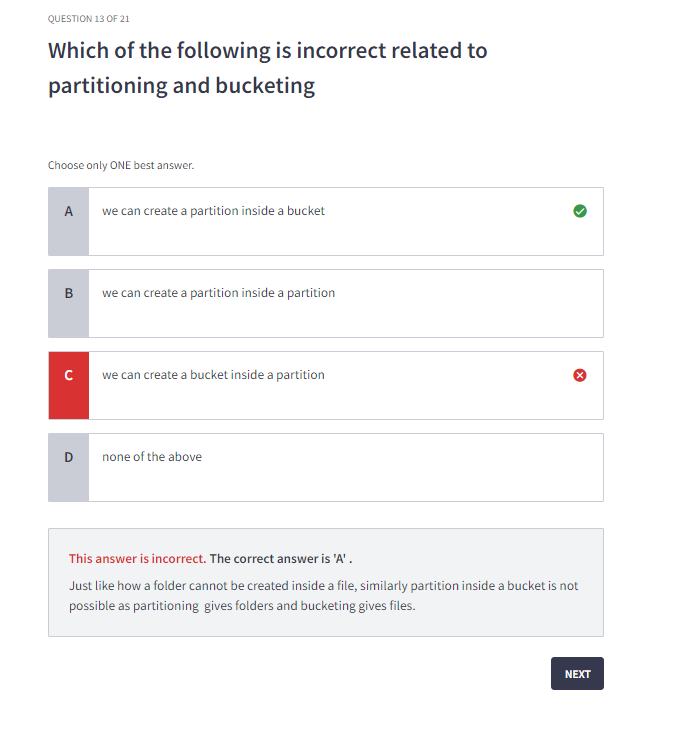 QUESTION 13 OF 21
Which of the following is incorrect related to
partitioning and bucketing
Choose only ONE best answer.
A we can create a partition inside a bucket
B we can create a partition inside a partition
C we can create a bucket inside a partition
D none of the above
This answer is incorrect. The correct answer is 'A' .
Just like how a folder cannot be created inside a file, similarly partition inside a bucket is not
possible as partitioning gives folders and bucketing gives files.
NEXT